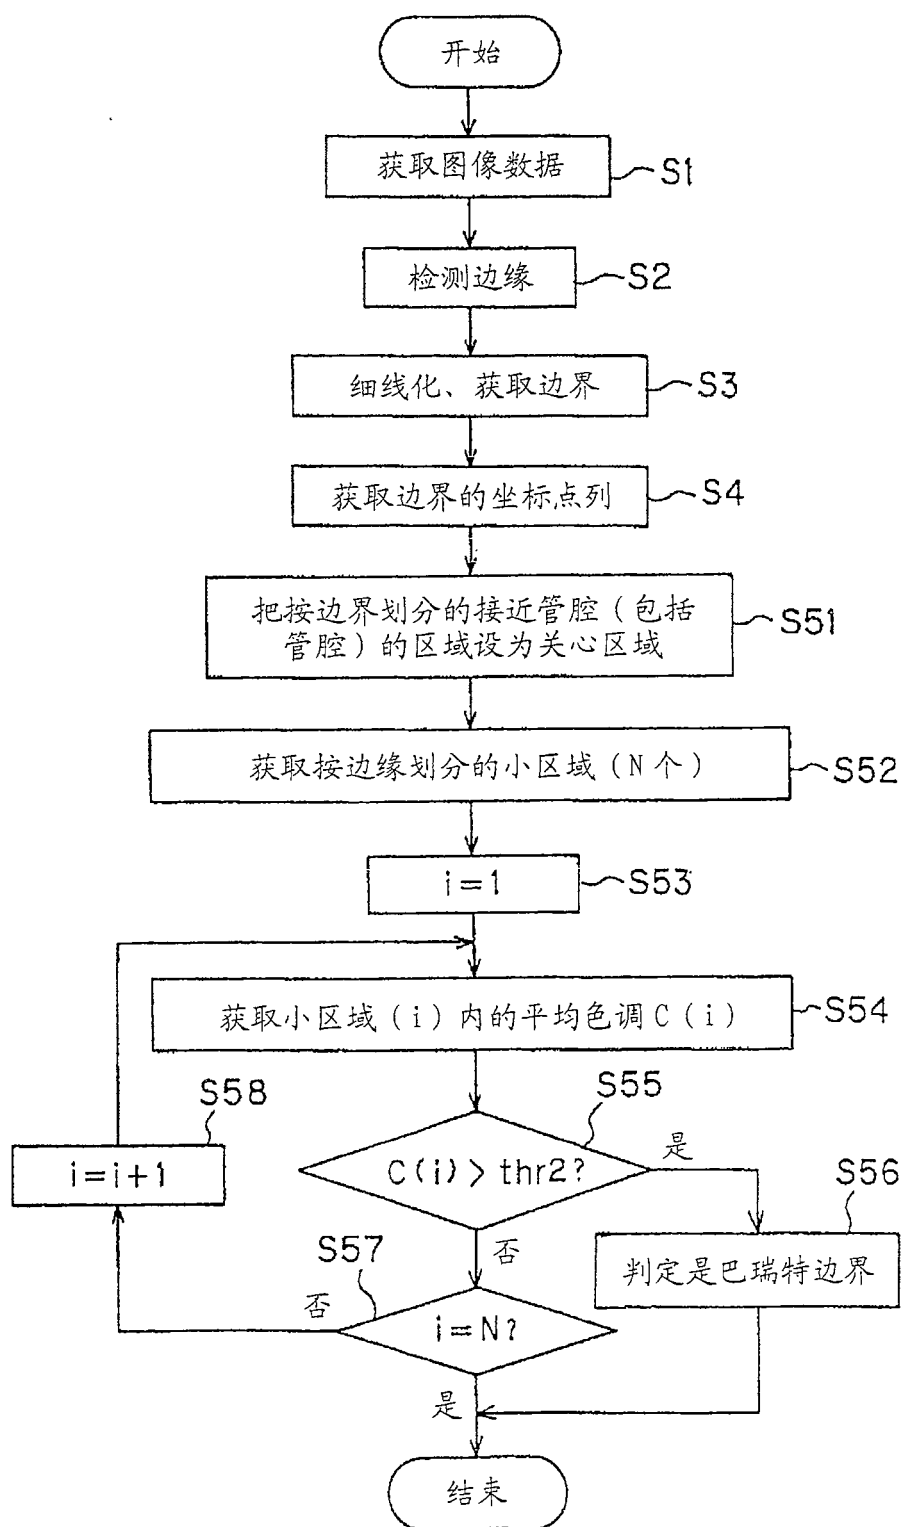 开始
获取图像数据
S1
检测边缘
S2
细线化、获取边界
S3
获取边界的坐标点列
S4
把按边界划分的接近管腔（包括
管腔）的区域设为关心区域
S51
获取按边缘划分的小区域（N个）
S52
i=1
S53
获取小区域（i）内的平均色调C（i）
S54
S58
i=i+1
S55
C(i)>thr2?
是
S56
判定是巴瑞特边界
否
S57
i=N?
否
是
结束